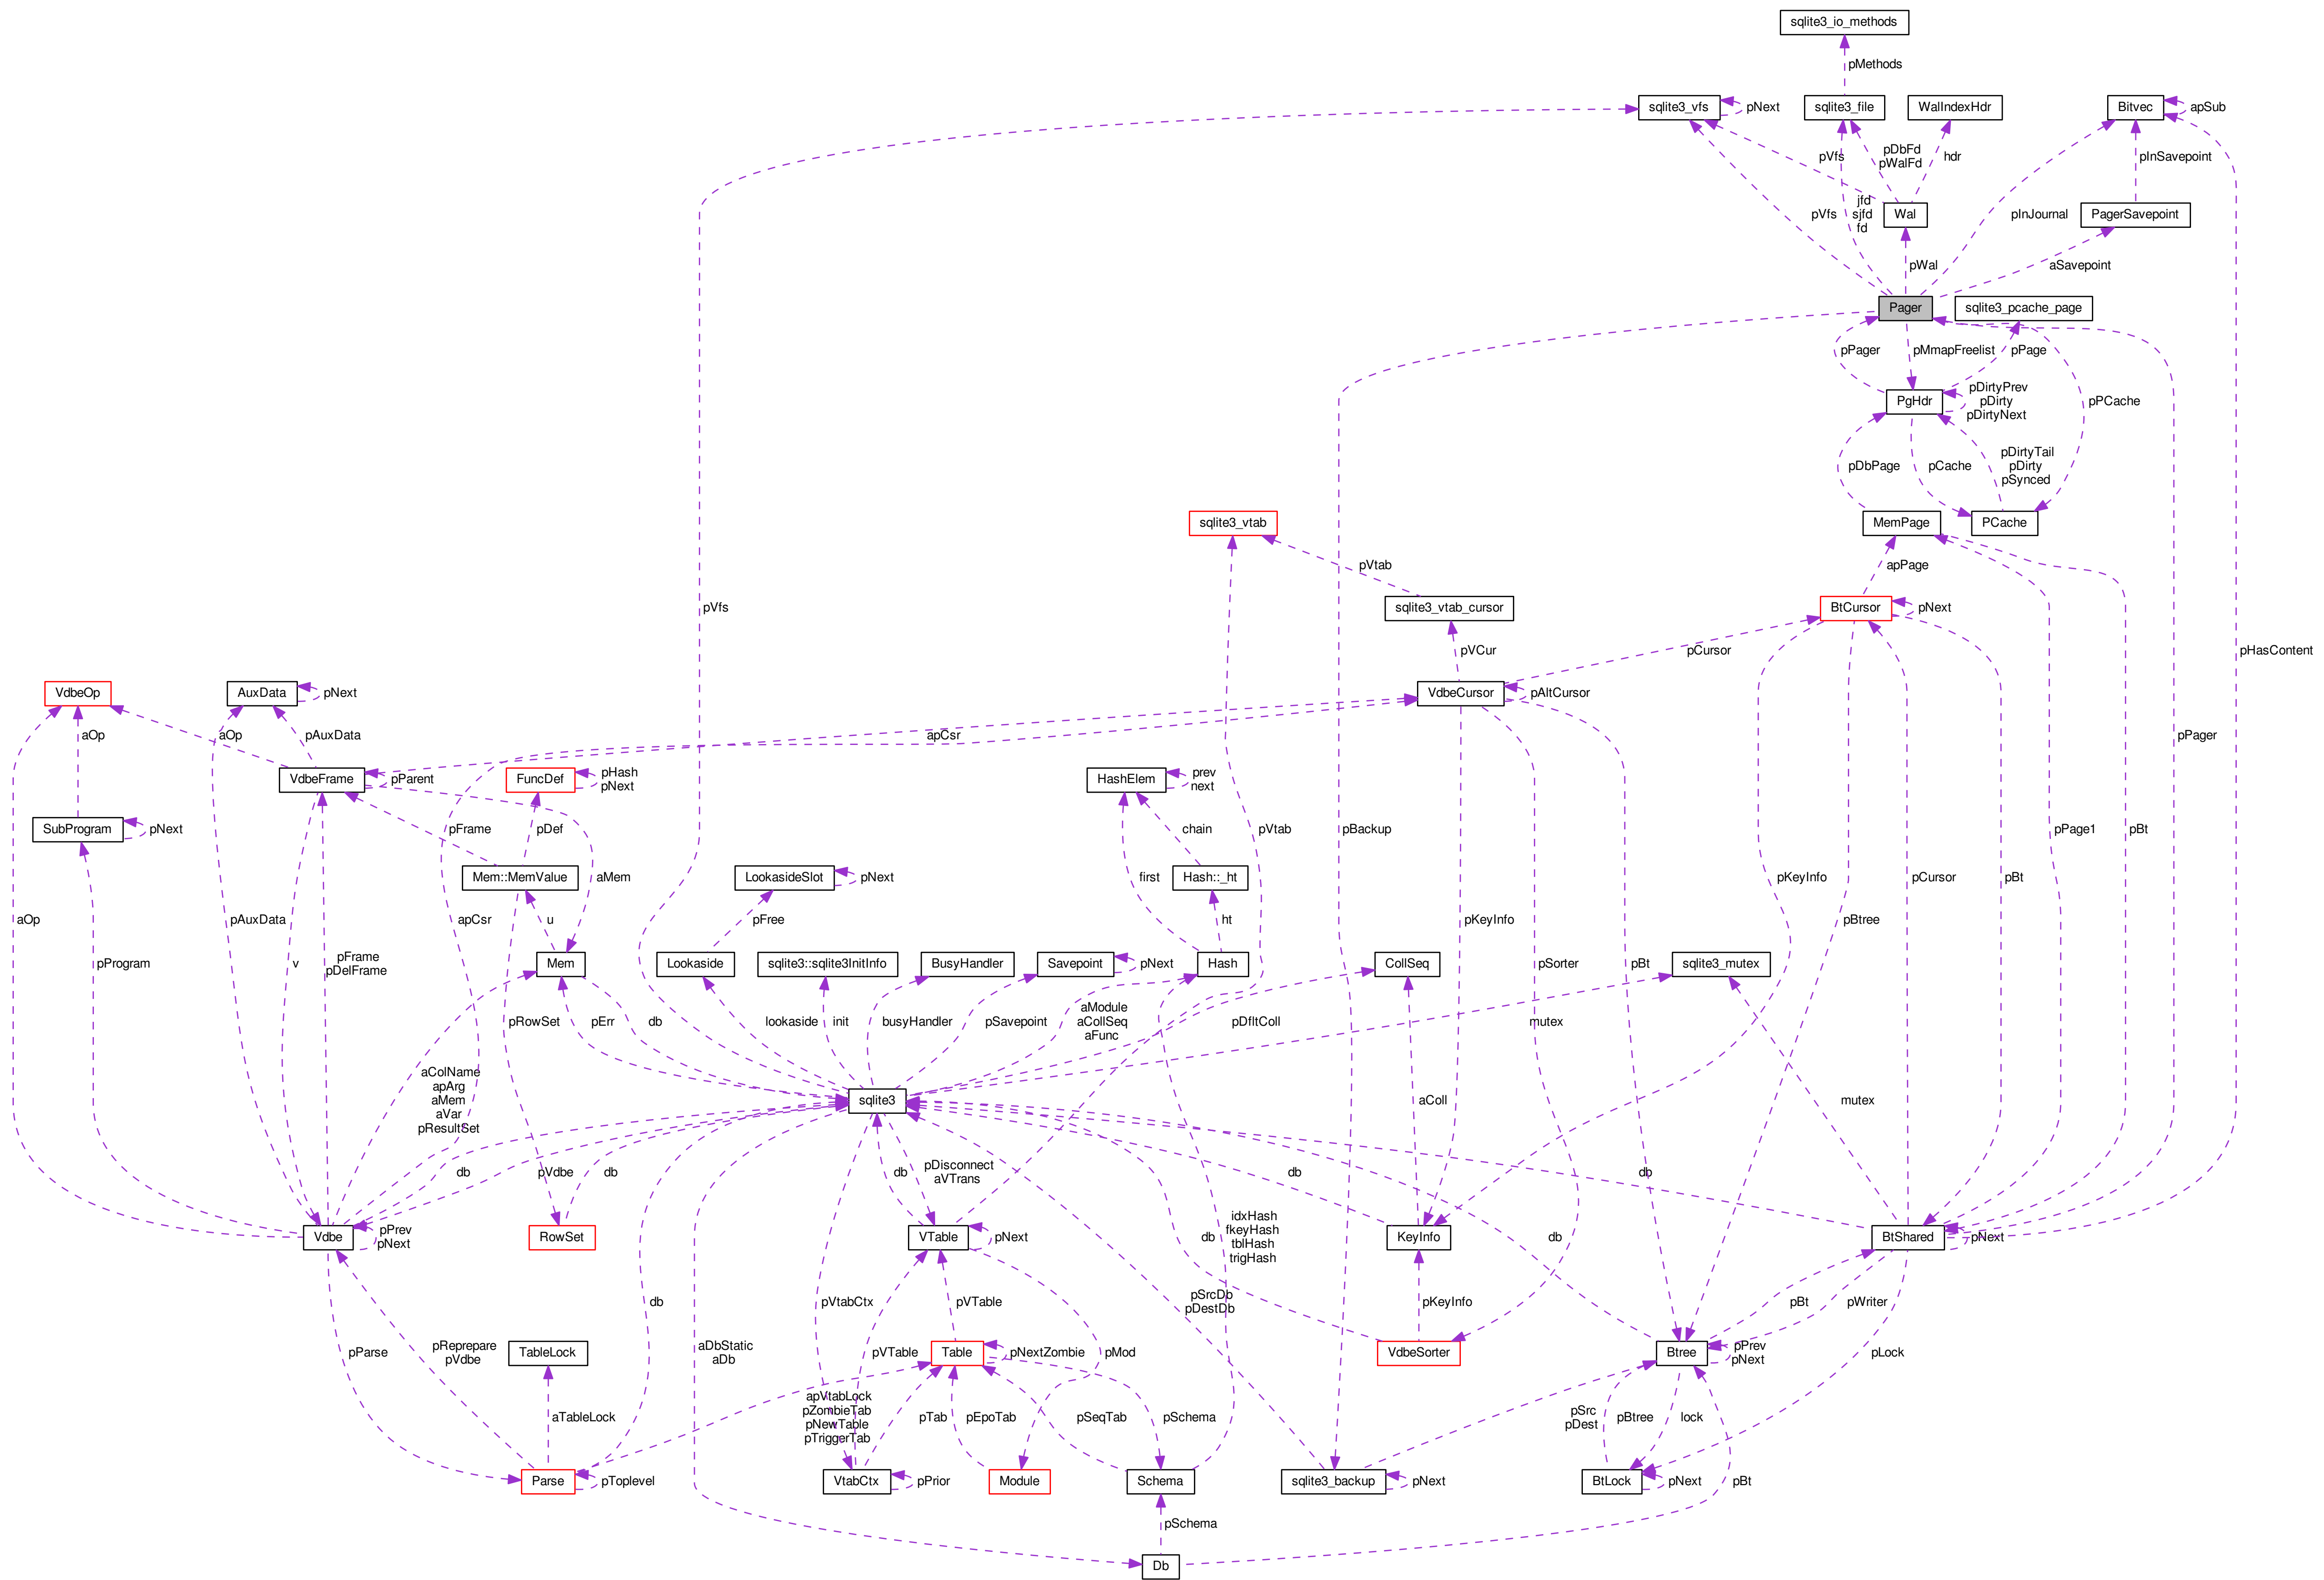 sqlite3_io_methods
pMethods
sqlite3_vfs
pNext
sqlite3_file
WalIndexHdr
Bitvec
apSub
pVfs
pDbFd
pWalFd
hdr
pInSavepoint
pVfs
jfd
sjfd
fd
Wal
pInJournal
PagerSavepoint
pWal
aSavepoint
Pager
sqlite3_pcache_page
pPager
pMmapFreelist
pPage
PgHdr
pDirtyPrev
pDirty
pDirtyNext
pPCache
pDbPage
pCache
pDirtyTail
pDirty
pSynced
sqlite3_vtab
MemPage
PCache
pVtab
apPage
pVfs
sqlite3_vtab_cursor
BtCursor
pNext
pVCur
pCursor
pHasContent
VdbeOp
AuxData
pNext
VdbeCursor
pAltCursor
aOp
aOp
pAuxData
apCsr
pPager
VdbeFrame
pParent
FuncDef
pHash
pNext
HashElem
prev
next
SubProgram
pNext
pFrame
pDef
chain
pVtab
pBackup
pPage1
pBt
Mem::MemValue
aMem
LookasideSlot
pNext
first
Hash::_ht
pKeyInfo
pCursor
pBt
aOp
pAuxData
apCsr
u
pFree
ht
pKeyInfo
pBtree
pProgram
v
pFrame
pDelFrame
Mem
Lookaside
sqlite3::sqlite3InitInfo
BusyHandler
Savepoint
pNext
Hash
CollSeq
pSorter
pBt
sqlite3_mutex
pRowSet
pErr
db
lookaside
init
busyHandler
pSavepoint
aModule
aCollSeq
aFunc
pDfltColl
mutex
aColName
apArg
aMem
aVar
pResultSet
sqlite3
aColl
mutex
db
pVdbe
db
db
pDisconnect
aVTrans
db
db
Vdbe
pPrev
pNext
RowSet
VTable
pNext
idxHash
fkeyHash
tblHash
trigHash
db
KeyInfo
db
BtShared
pNext
pReprepare
pVdbe
db
pVtabCtx
pVTable
pSrcDb
pDestDb
pKeyInfo
pBt
pWriter
pParse
TableLock
aDbStatic
aDb
pVTable
Table
pNextZombie
pMod
VdbeSorter
Btree
pPrev
pNext
pLock
aTableLock
apVtabLock
pZombieTab
pNewTable
pTriggerTab
pTab
pEpoTab
pSeqTab
pSchema
pSrc
pDest
pBtree
lock
Parse
pToplevel
VtabCtx
pPrior
Module
Schema
sqlite3_backup
pNext
BtLock
pNext
pBt
pSchema
Db